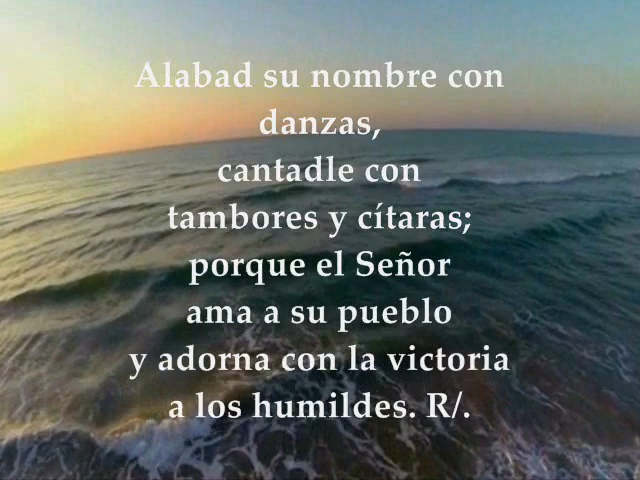 Alabad su nombre con
danzas,
cantadle con
tambores y cítaras;
porque el Señor
ama a su pueblo
y adorna con la victoria
a los humildes. R/.